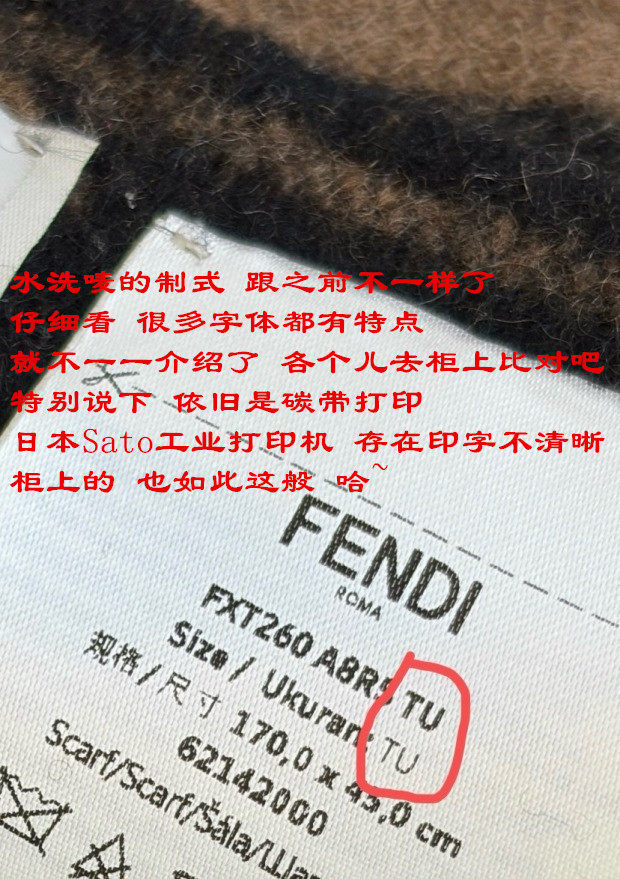 水洗唛的制式 跟之前不一样了
仔细看 很多字体都有特点
就不一一介绍了 各个儿去柜上比对吧
特别说下 依旧是碳带打印
日本Sato工业打印机 存在印字不清晰
柜上的 也如此这般 哈~
FENDI
ROMA
FXT260 A8R5 TU
Size / Ukuran: TU
规格/尺寸 170,0 x 45,0 cm
62142000
Scarf/Scarf/Šála/Шар